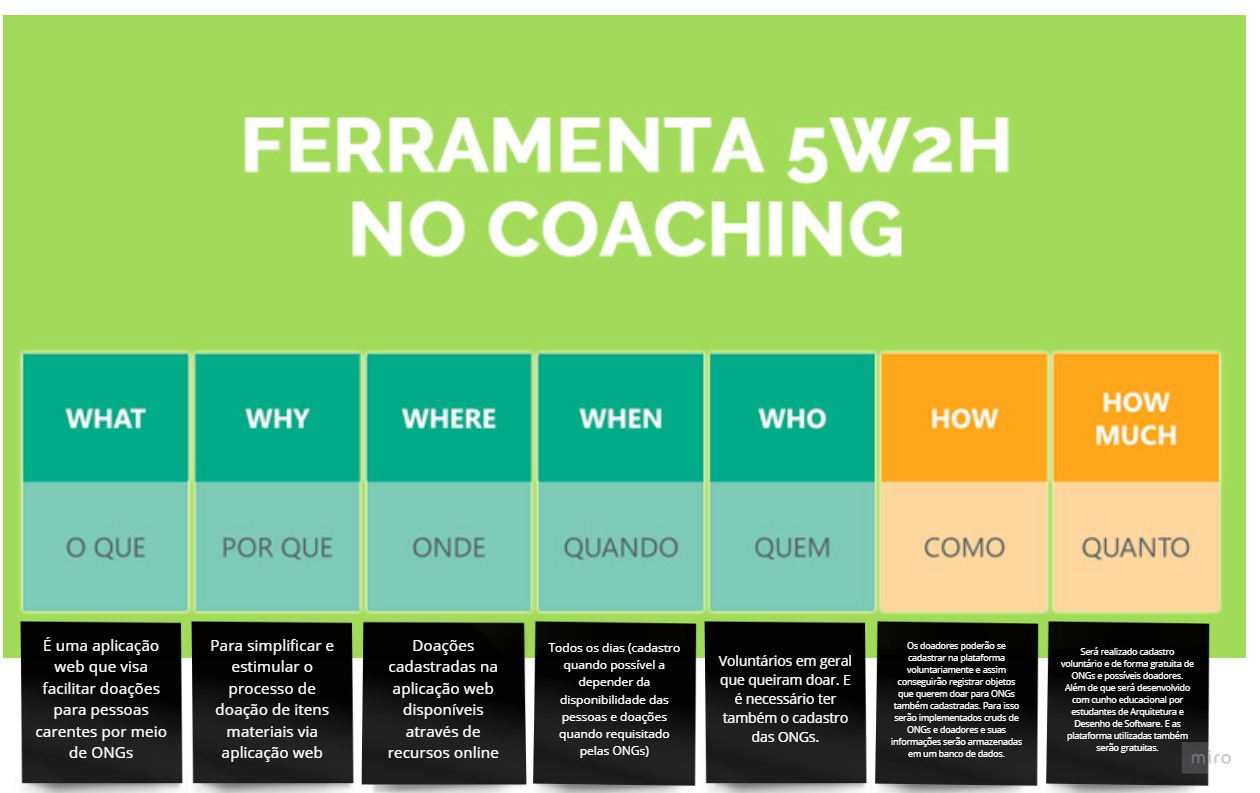 FERRAMENTA 5W2H
NO COACHING
WHAT
WHY
WHERE
WHEN
WHO
HOW
HOW
MUCH
O QUE
POR QUE
ONDE
QUANDO
QUEM
COMO
QUANTO
É uma aplicação
web que visa
facilitar doações
para pessoas
carentes por meio
de ONGs
Para simplificar e
estimular o
processo de
doação de itens
materiais via
aplicação web
Doações
cadastradas na
aplicação web
disponíveis
através de
recursos online
Todos os dias (cadastro
quando possível a
depender da
disponibilidade das
pessoas e doações
quando requisitado
pelas ONGs)
Voluntários em geral
que queiram doar. E
é necessário ter
também o cadastro
das ONGs.
Os doadores poderão se
cadastrar na plataforma
voluntariamente e assim
conseguirão registrar objetos
que querem doar para ONGs
também cadastradas. Para isso
serão implementados cruds de
ONGs e doadores e suas
informações serão armazenadas
em um banco de dados.
Será realizado cadastro
voluntário e de forma gratuita de
ONGs e possíveis doadores.
Além de que será desenvolvido
com cunho educacional por
estudantes de Arquitetura e
Desenho de Software. E as
plataforma utilizadas também
serão gratuitas.
miro